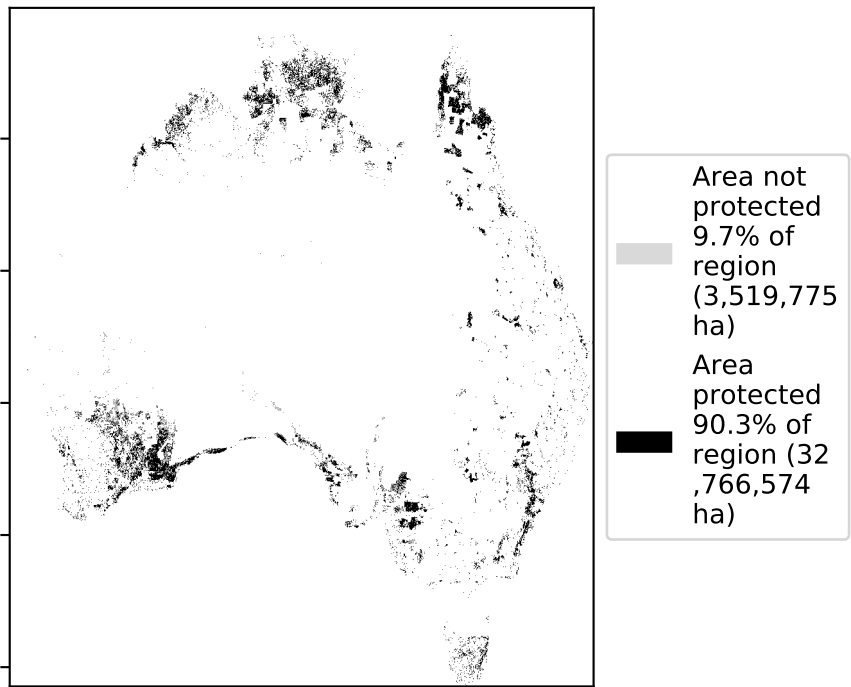 Area not
protected
9.7% of
region
(3,519,775
ha)
Area
protected
90.3% of
region (32
,766,574
ha)